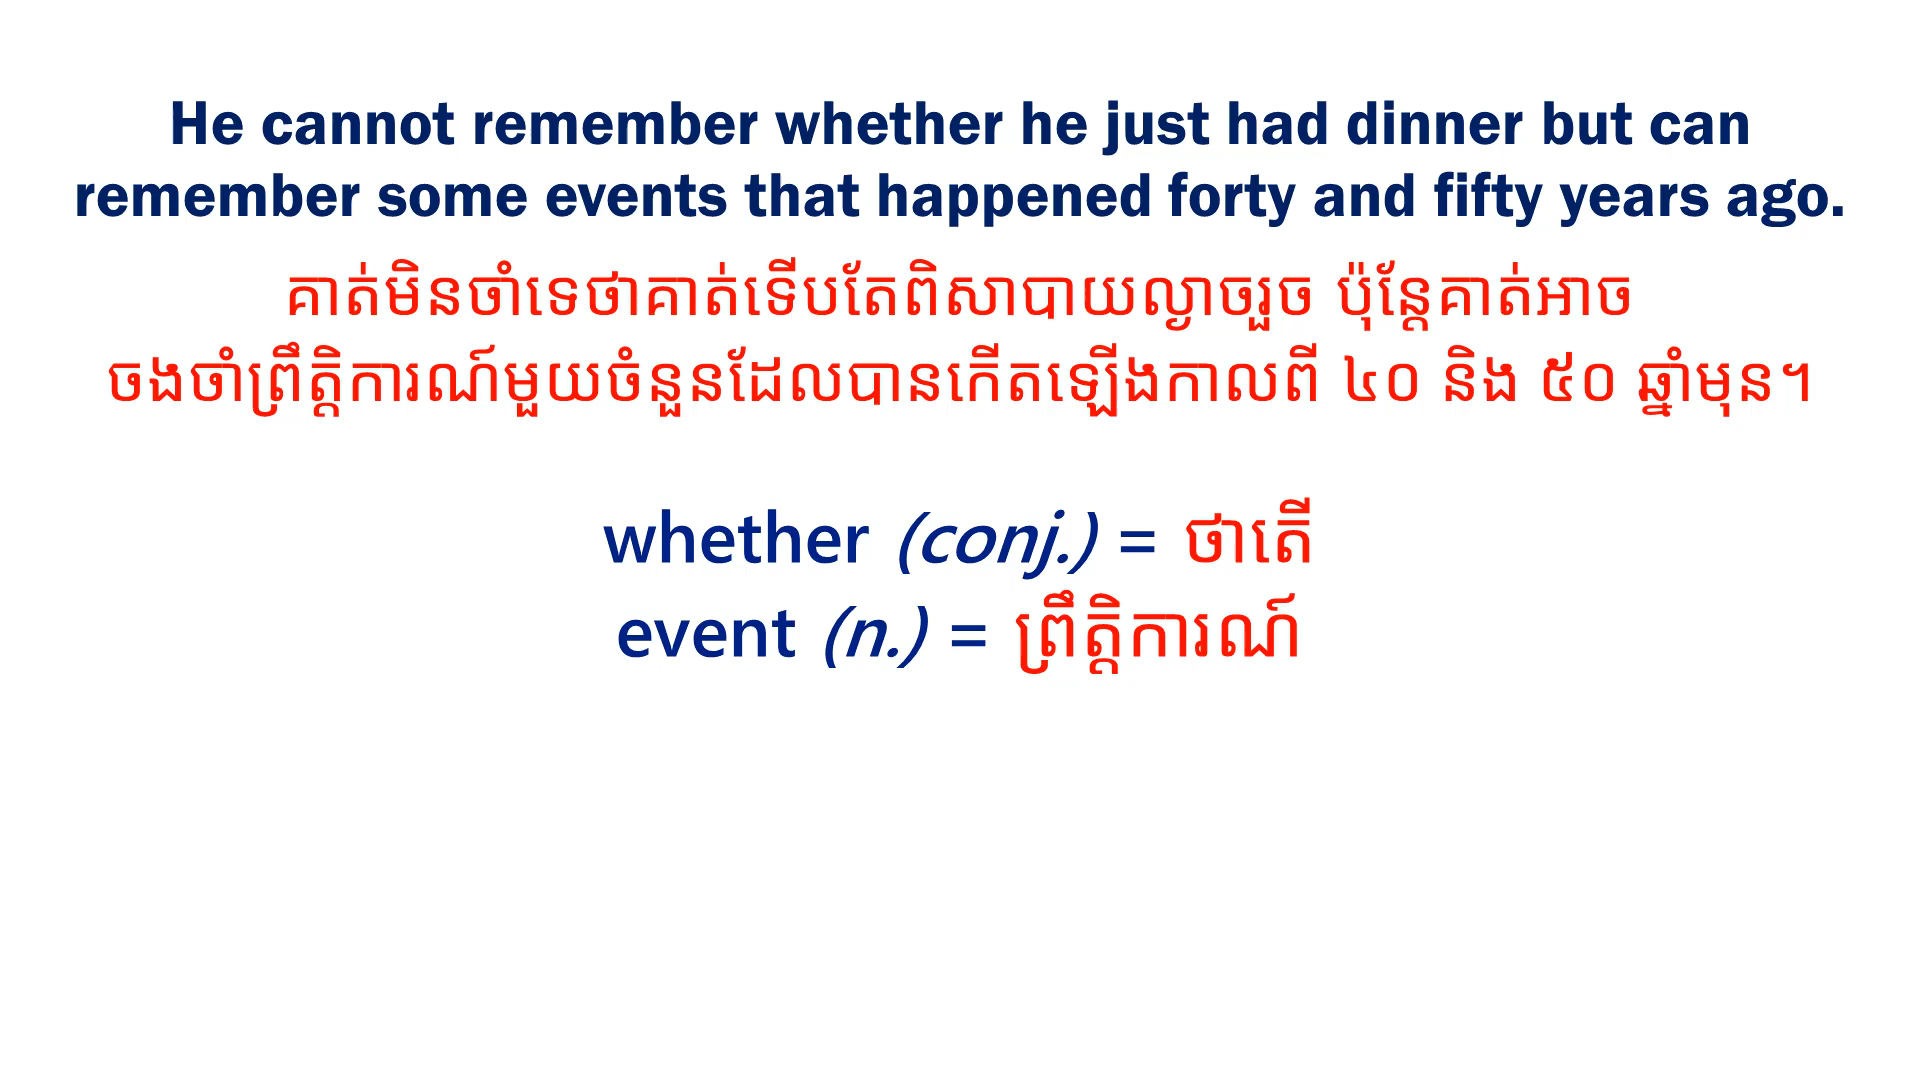 He cannot remember whether he just had dinner but can
remember some events that happened forty and fifty years ago.
គាត់មិនចាំទេថាគាត់ទើបតែពិសាបាយល្ងាចរួច ប៉ុន្តែគាត់អាច
ចងចាំព្រឹត្តិការណ៍មួយចំនួនដែលបានកើតឡើងកាលពី ៤០ និង ៥០ ឆ្នាំមុន។
whether (conj.) = ថាតើ
event (n.) = ព្រឹត្តិការណ៍